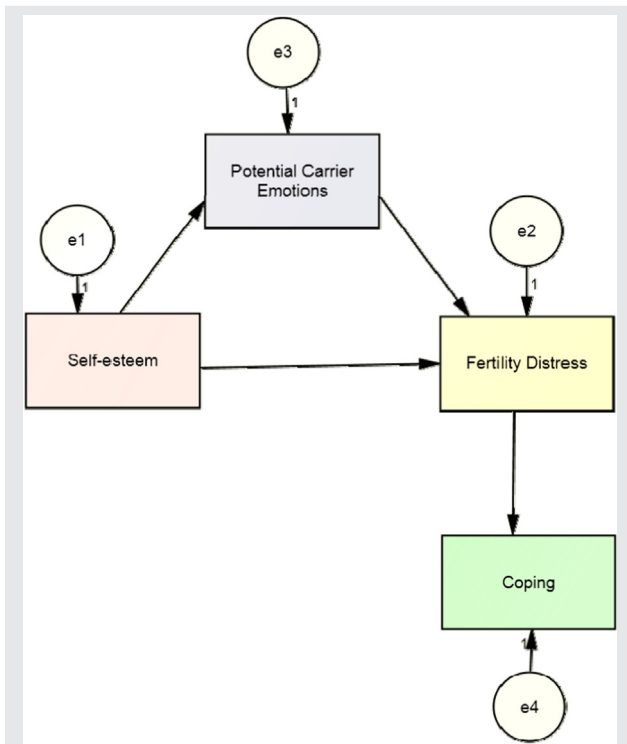 e3
1
Potential Carrier
Emotions
e1
1
e2
1
Self-esteem
Fertility Distress
Coping
1
e4